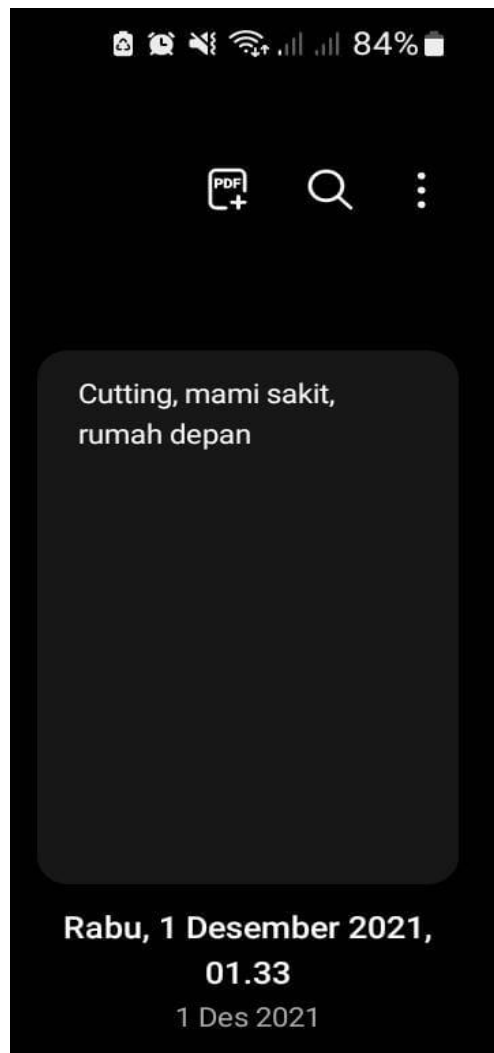 84%
PDF
Cutting, mami sakit,
rumah depan
Rabu, 1 Desember 2021,
01.33
1 Des 2021